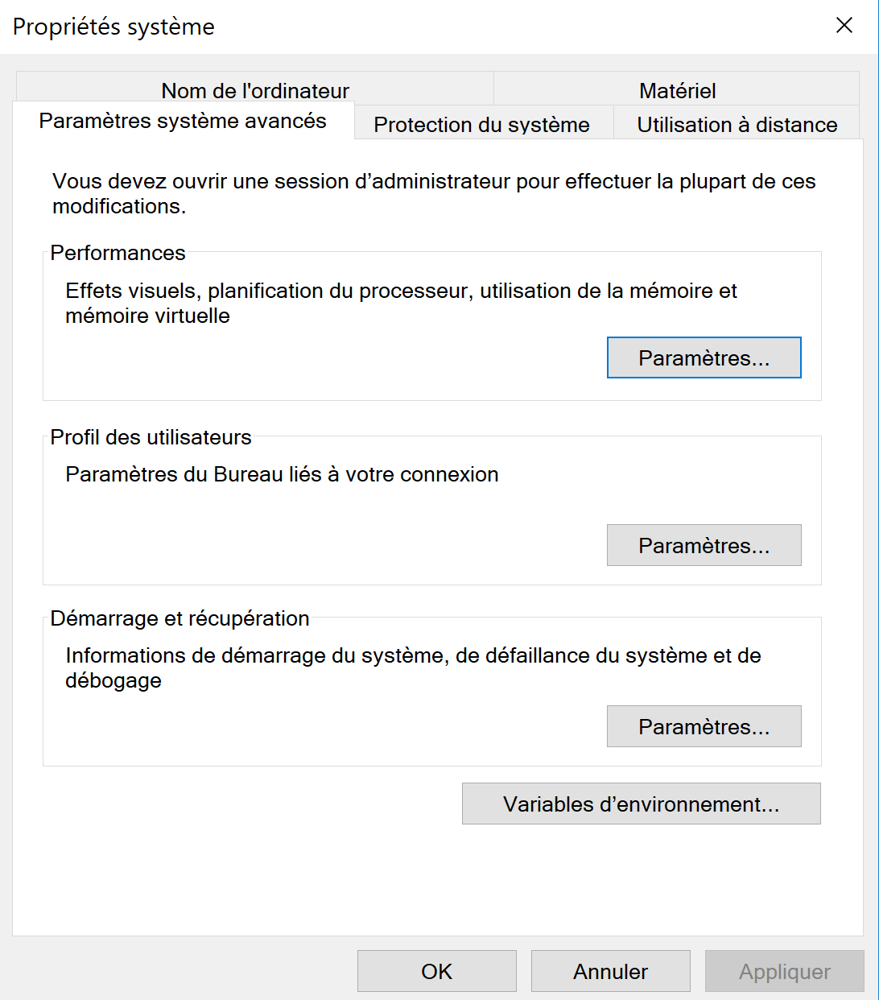 Propriétés système
Nom de l'ordinateur
Matériel
Paramètres système avancés
Protection du système
Utilisation à distance
Vous devez ouvrir une session d’administrateur pour effectuer la plupart de ces
modifications.
Performances
Effets visuels, planification du processeur, utilisation de la mémoire et
mémoire virtuelle
Paramètres...
Profil des utilisateurs
Paramètres du Bureau liés à votre connexion
Paramètres...
Démarrage et récupération
Informations de démarrage du système, de défaillance du système et de
débogage
Paramètres...
Variables d’environnement...
OK
Annuler
Appliquer